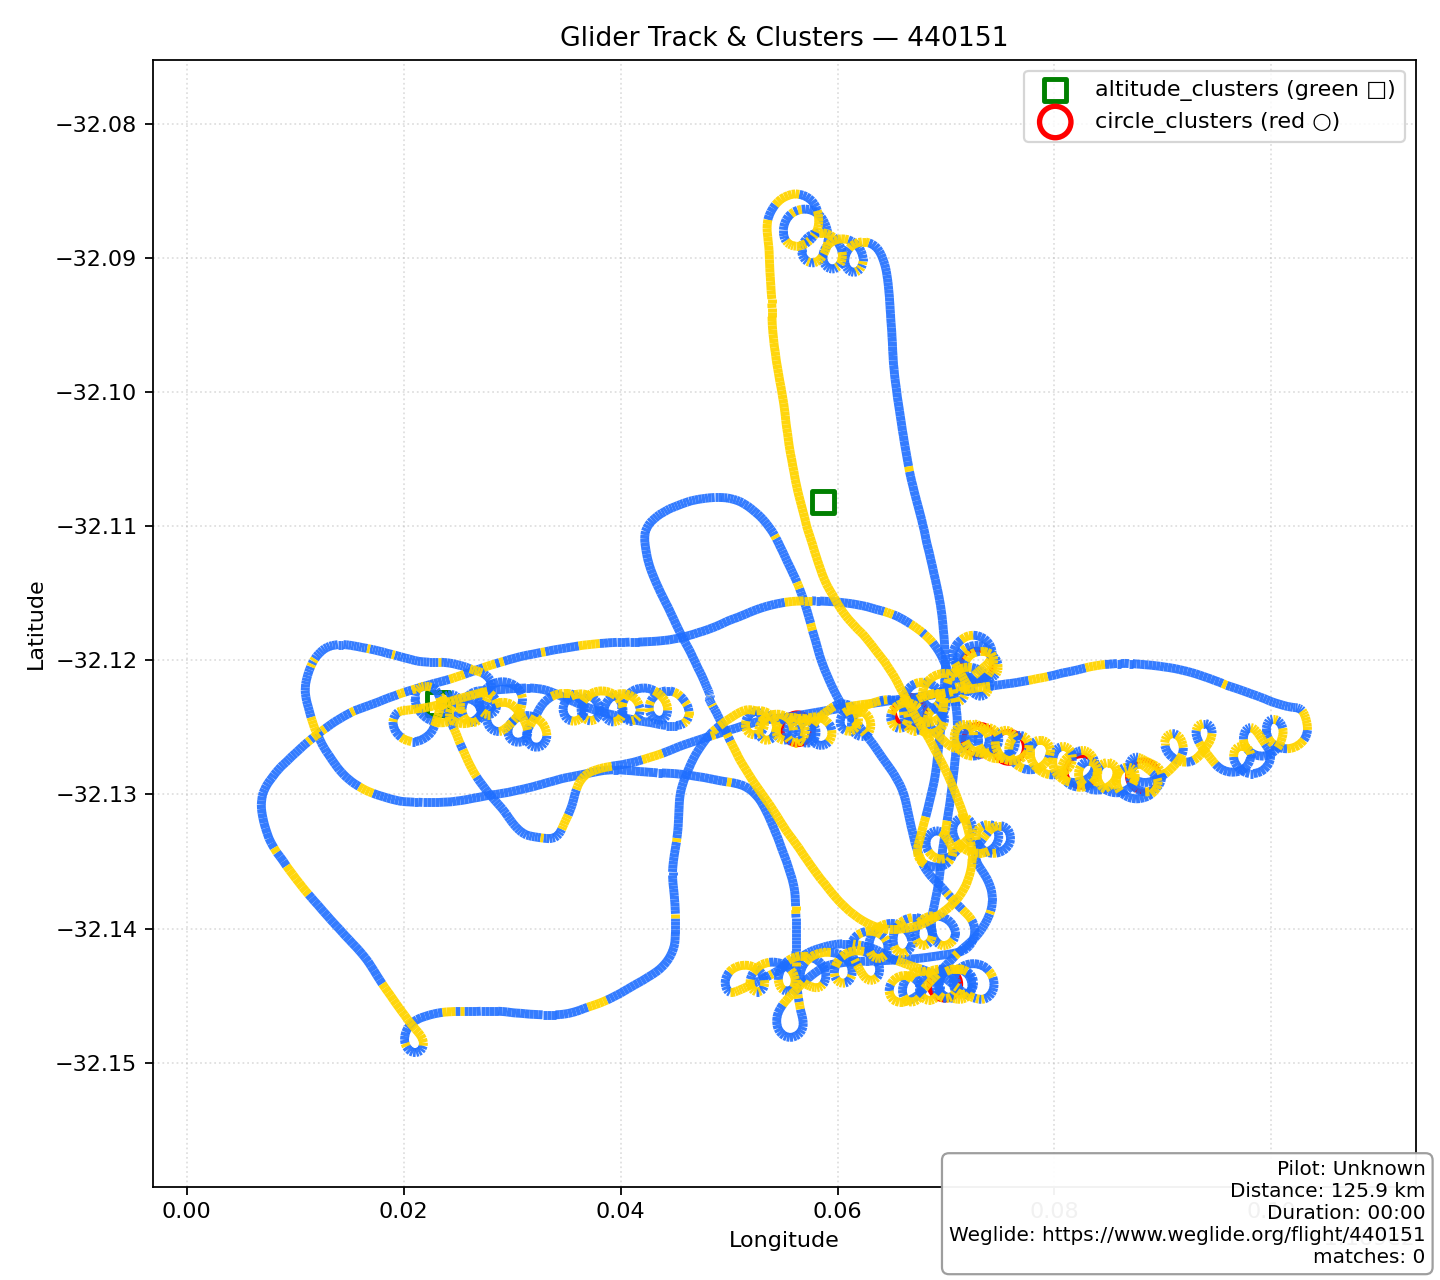 Glider Track & Clusters — 440151
altitude_clusters (green □)
circle_clusters (red ○)
Latitude
−32.08
−32.09
−32.10
−32.11
−32.12
−32.13
−32.14
−32.15
0.00
0.02
0.04
0.06
0.08
Longitude
Pilot: Unknown
Distance: 125.9 km
Duration: 00:00
Weglide: https://www.weglide.org/flight/440151
matches: 0